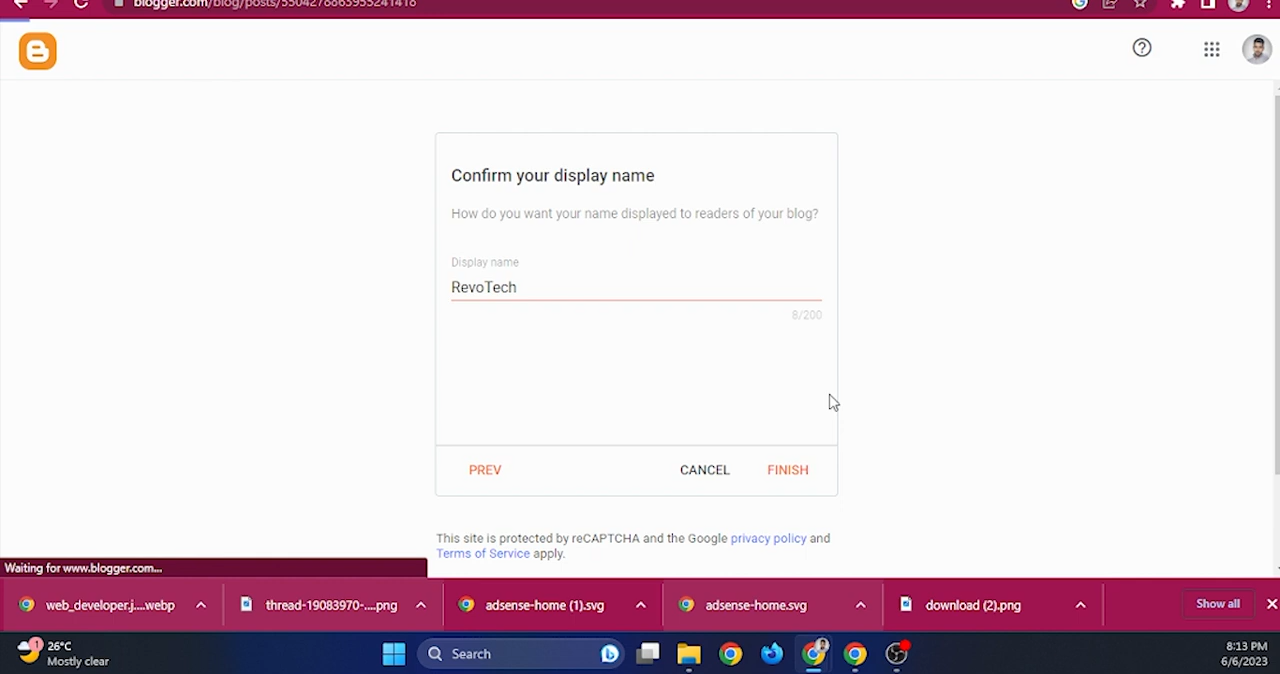 blogger.com/blog/posts/5504278863955241418
Confirm your display name
How do you want your name displayed to readers of your blog?
Display name
RevoTech
8/200
PREV
CANCEL
FINISH
This site is protected by reCAPTCHA and the Google privacy policy and
Terms of Service apply.
Waiting for www.blogger.com...
web_developer.j....webp
thread-19083970-....png
adsense-home (1).svg
adsense-home.svg
download (2).png
Show all
1
26°C
Mostly clear
Search
8:13 PM
6/6/2023